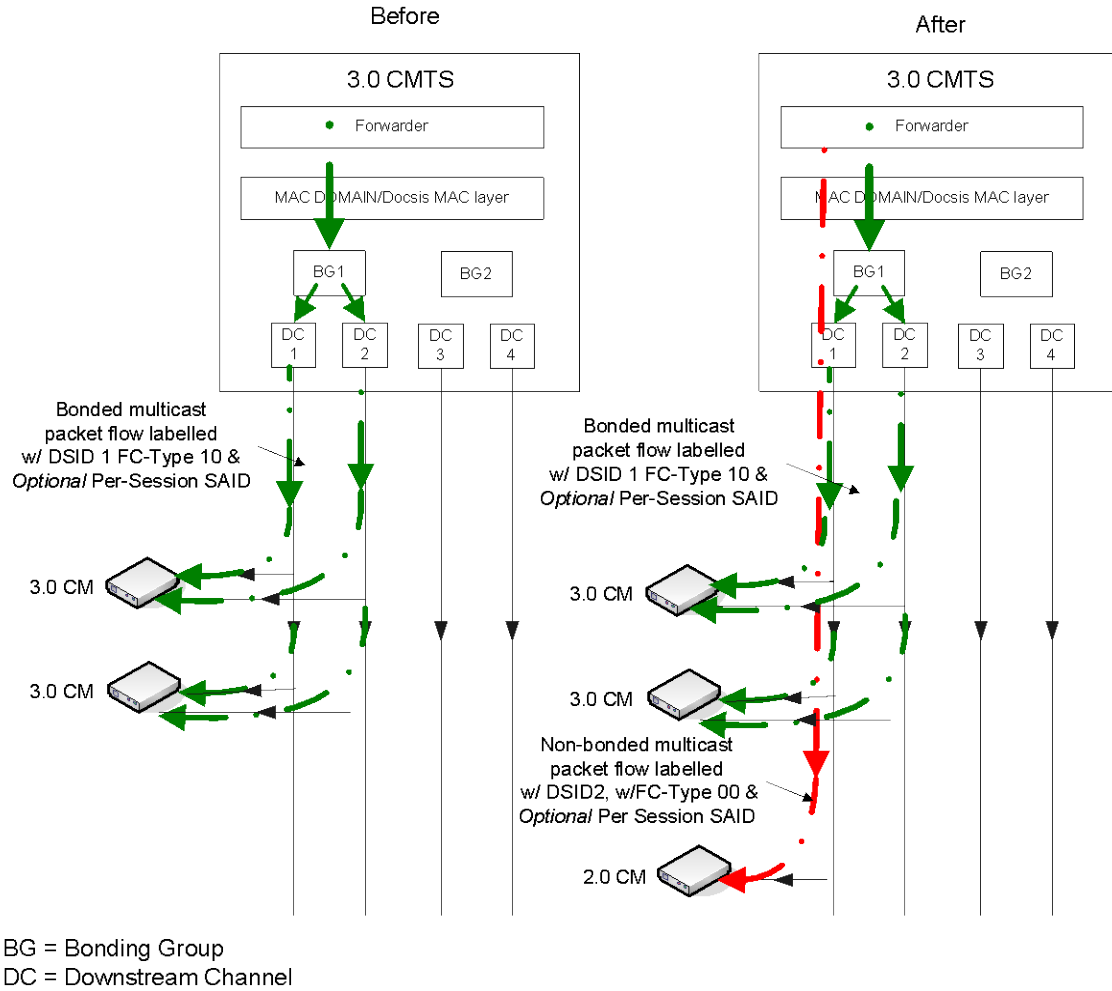 Before
3.0 CMTS
Forwarder
MAC DOMAIN/Docsis MAC layer
BG1
BG2
DC
1
DC
2
DC
3
DC
4
Bonded multicast
packet flow labelled
w/ DSID 1 FC-Type 10 &
Optional Per-Session SAID
3.0 CM
3.0 CM
After
3.0 CMTS
Forwarder
MAC DOMAIN/Docsis MAC layer
BG1
BG2
DC
1
DC
2
DC
3
DC
4
Bonded multicast
packet flow labelled
w/ DSID 1 FC-Type 10 &
Optional Per-Session SAID
3.0 CM
3.0 CM
Non-bonded multicast
packet flow labelled
w/ DSID2, w/FC-Type 00 &
Optional Per Session SAID
2.0 CM
BG = Bonding Group
DC = Downstream Channel